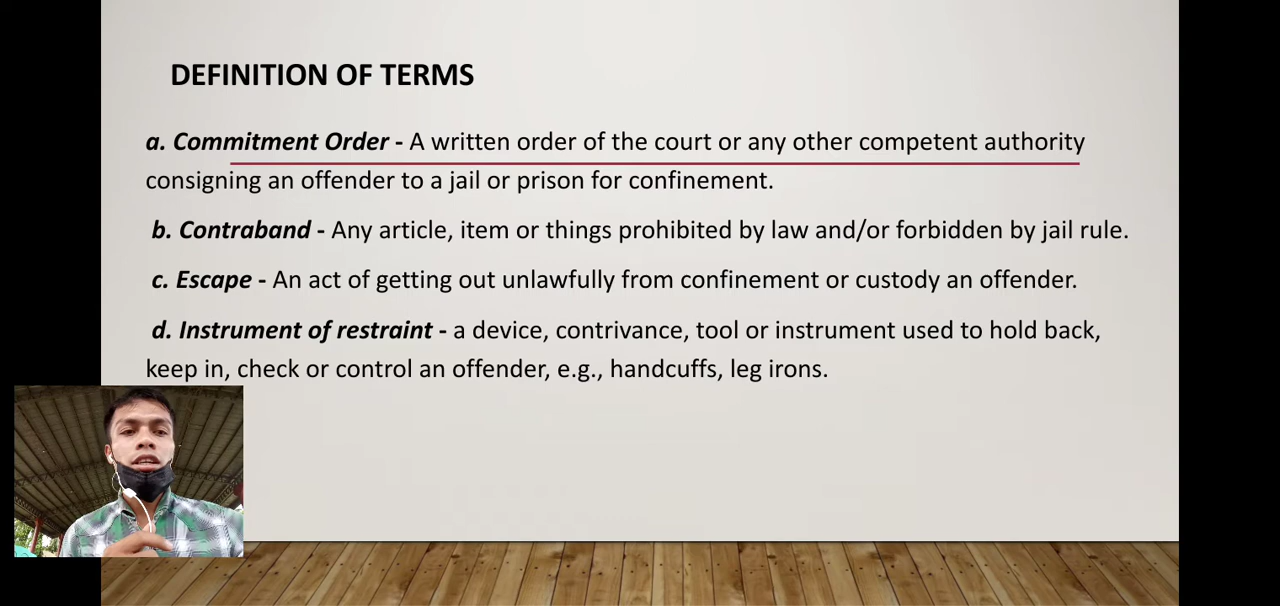 DEFINITION OF TERMS
a. Commitment Order - A written order of the court or any other competent authority
consigning an offender to a jail or prison for confinement.
b. Contraband - Any article, item or things prohibited by law and/or forbidden by jail rule.
c. Escape - An act of getting out unlawfully from confinement or custody an offender.
d. Instrument of restraint - a device, contrivance, tool or instrument used to hold back,
keep in, check or control an offender, e.g., handcuffs, leg irons.